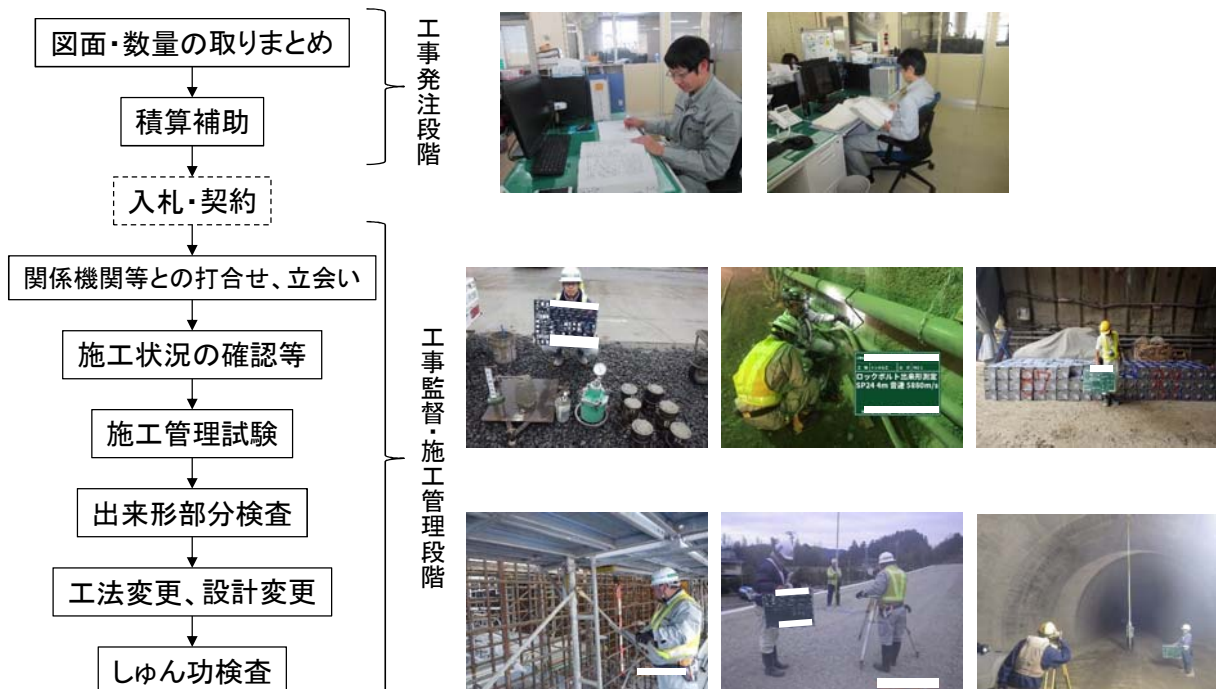 図面・数量の取りまとめ
積算補助
工事発注段階
入札・契約
関係機関等との打合せ、立会い
施工状況の確認等
施工管理試験
出来形部分検査
工法変更、設計変更
しゅん功検査
工事監督・施工管理段階
ロックボルト出来形測定
SP24 4m 音速 5880m/s